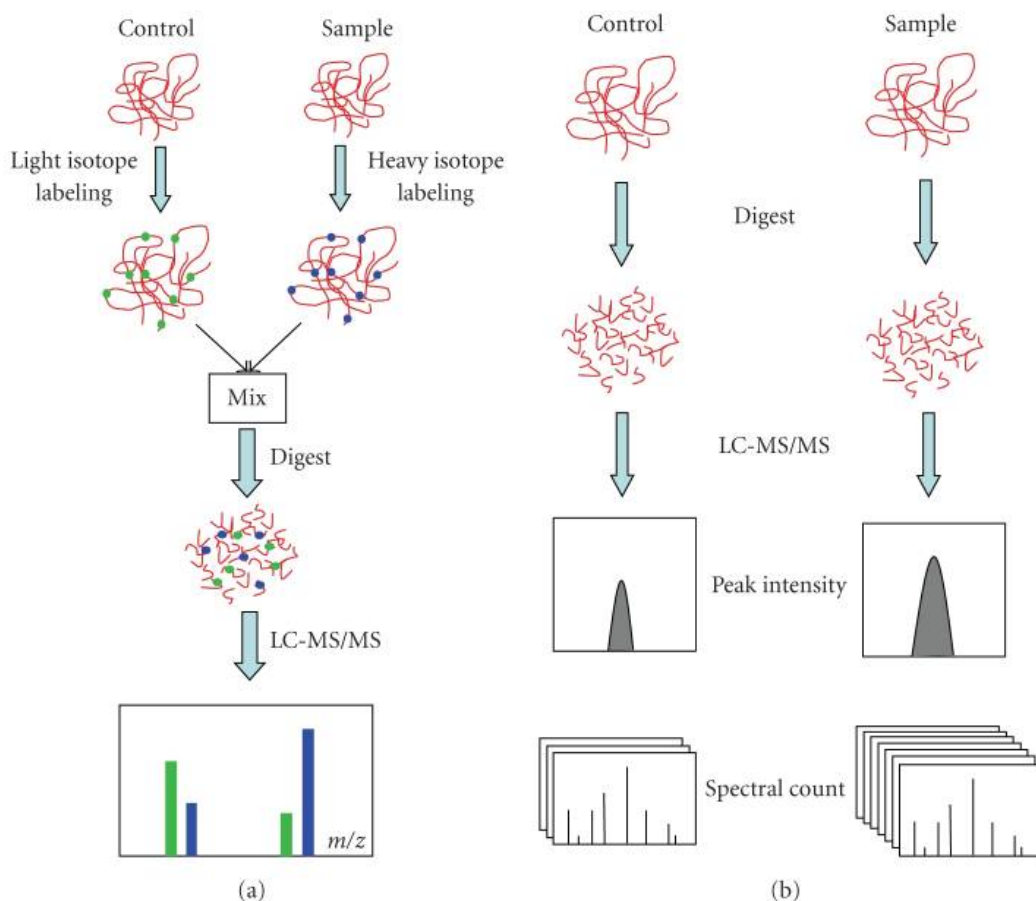 Control
Sample
Light isotope
labeling
Heavy isotope
labeling
Mix
Digest
LC-MS/MS
m/z
(a)
Control
Sample
Digest
LC-MS/MS
Peak intensity
Spectral count
(b)